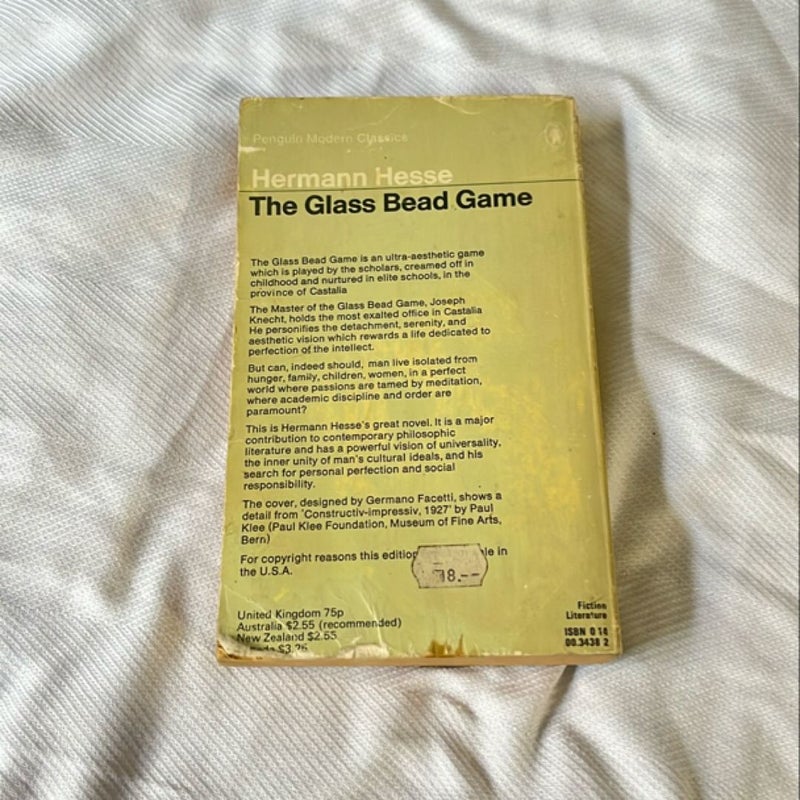 Penguin Modern Classics
Hermann Hesse
The Glass Bead Game
The Glass Bead Game is an ultra-aesthetic game
which is played by the scholars, creamed off in
childhood and nurtured in elite schools, in the
province of Castalia
The Master of the Glass Bead Game, Joseph
Knecht, holds the most exalted office in Castalia
He personifies the detachment, serenity, and
aesthetic vision which rewards a life dedicated to
perfection of the intellect.
But can, indeed should, man live isolated from
hunger, family, children, women, in a perfect
world where passions are tamed by meditation,
where academic discipline and order are
paramount?
This is Hermann Hesse's great novel. It is a major
contribution to contemporary philosophic
literature and has a powerful vision of universality,
the inner unity of man's cultural ideals, and his
search for personal perfection and social
responsibility.
The cover, designed by Germano Facetti, shows a
detail from 'Constructiv-impressiv, 1927' by Paul
Klee (Paul Klee Foundation, Museum of Fine Arts,
Bern)
For copyright reasons this edition in
the U.S.A.
18.--
United Kingdom 75p
Australia $2.55 (recommended)
New Zealand $2.55
Fiction
Literature
ISBN 0 14
00.3438 2